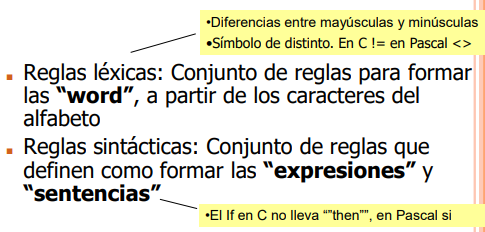 •Diferencias entre mayúsculas y minúsculas
•Símbolo de distinto. En C != en Pascal <>
Reglas léxicas: Conjunto de reglas para formar
las “word”, a partir de los caracteres del
alfabeto
Reglas sintácticas: Conjunto de reglas que
definen como formar las “expresiones” y
“sentencias”
•El If en C no lleva “”then””, en Pascal si